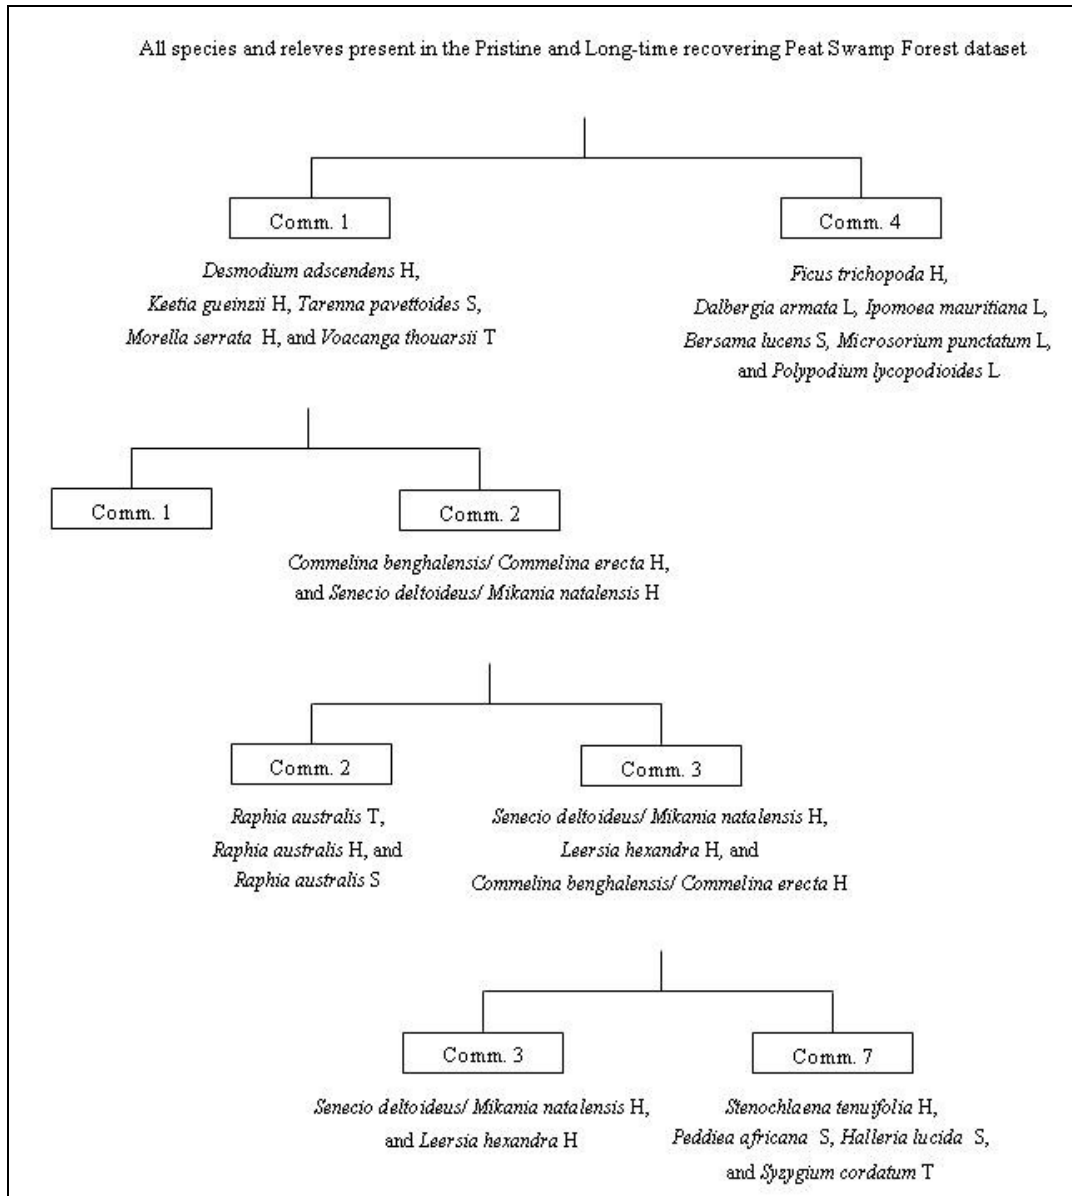 All species and releves present in the Pristine and Long-time recovering Peat Swamp Forest dataset
Comm. 1
Comm. 4
Desmodium adscendens H,
Keetia gueinzii H, Tarenna pavettoides S,
Morella serrata H, and Voacanga thouarsii T
Ficus trichopoda H,
Dalbergia armata L, Ipomoea mauritiana L,
Bersama lucens S, Microsorium punctatum L,
and Polypodium lycopodioides L
Comm. 1
Comm. 2
Commelina benghalensis/ Commelina erecta H,
and Senecio deltoideus/ Mikania natalensis H
Comm. 2
Comm. 3
Raphia australis T,
Raphia australis H, and
Raphia australis S
Senecio deltoideus/ Mikania natalensis H,
Leersia hexandra H, and
Commelina benghalensis/ Commelina erecta H
Comm. 3
Comm. 7
Senecio deltoideus/ Mikania natalensis H,
and Leersia hexandra H
Stenochlaena tenuifolia H,
Peddiea africana S, Halleria lucida S,
and Syzygium cordatum T